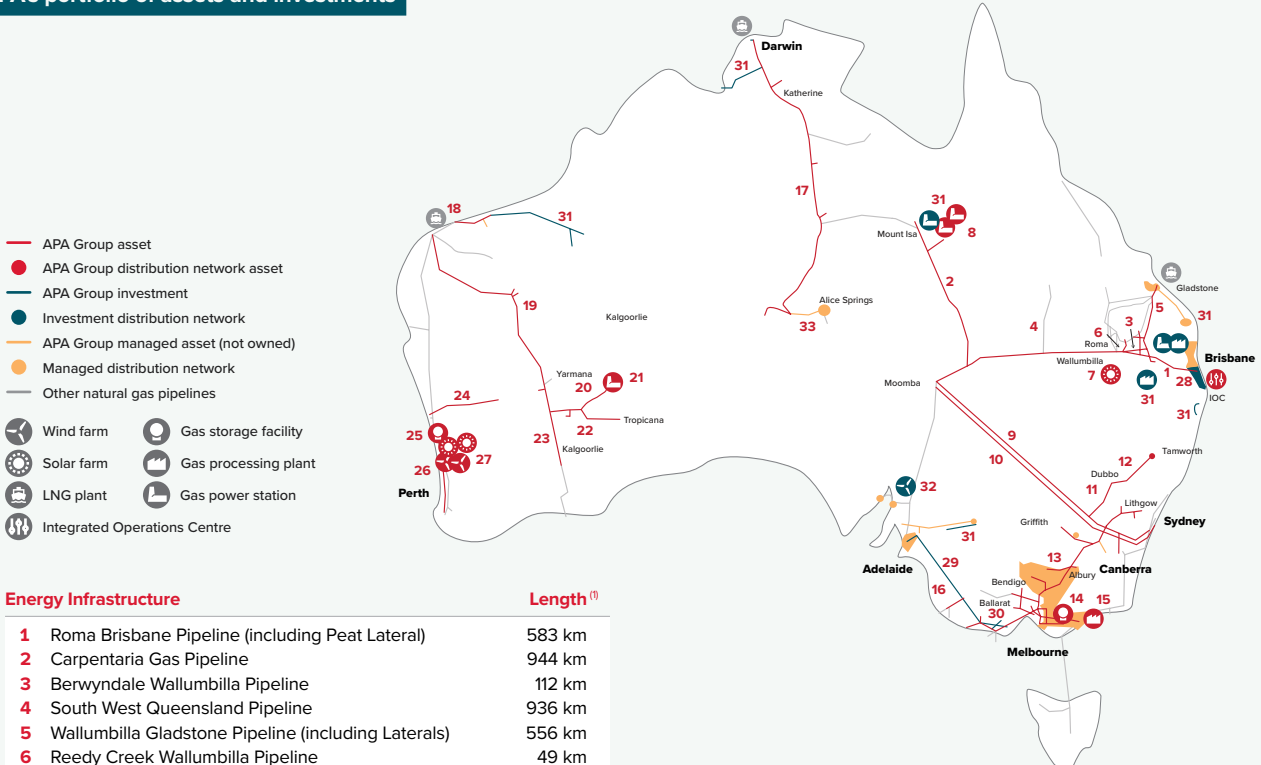 portfolio of assets and investments
Darwin
31
Katherine
17
18
31
31
Mount Isa
8
2
19
Kalgoorlie
Alice Springs
33
Gladstone
5
31
4
6
3
Roma
Wallumbilla
7
1
28
Brisbane
IOC
31
31
Moomba
Yarmana
20
21
24
22
Tropicana
23
Kalgoorlie
25
26
27
Perth
9
10
12
Tamworth
Dubbo
11
Lithgow
32
Griffith
Sydney
31
Adelaide
29
13
Canberra
Albury
Bendigo
16
14
15
Ballarat
30
Melbourne
APA Group asset
APA Group distribution network asset
APA Group investment
Investment distribution network
APA Group managed asset (not owned)
Managed distribution network
Other natural gas pipelines
Wind farm
Gas storage facility
Solar farm
Gas processing plant
LNG plant
Gas power station
Integrated Operations Centre
Energy Infrastructure Length (1)
1 Roma Brisbane Pipeline (including Peat Lateral) 583 km
2 Carpentaria Gas Pipeline 944 km
3 Berwyndale Wallumbilla Pipeline 112 km
4 South West Queensland Pipeline 936 km
5 Wallumbilla Gladstone Pipeline (including Laterals) 556 km
6 Reedy Creek Wallumbilla Pipeline 49 km